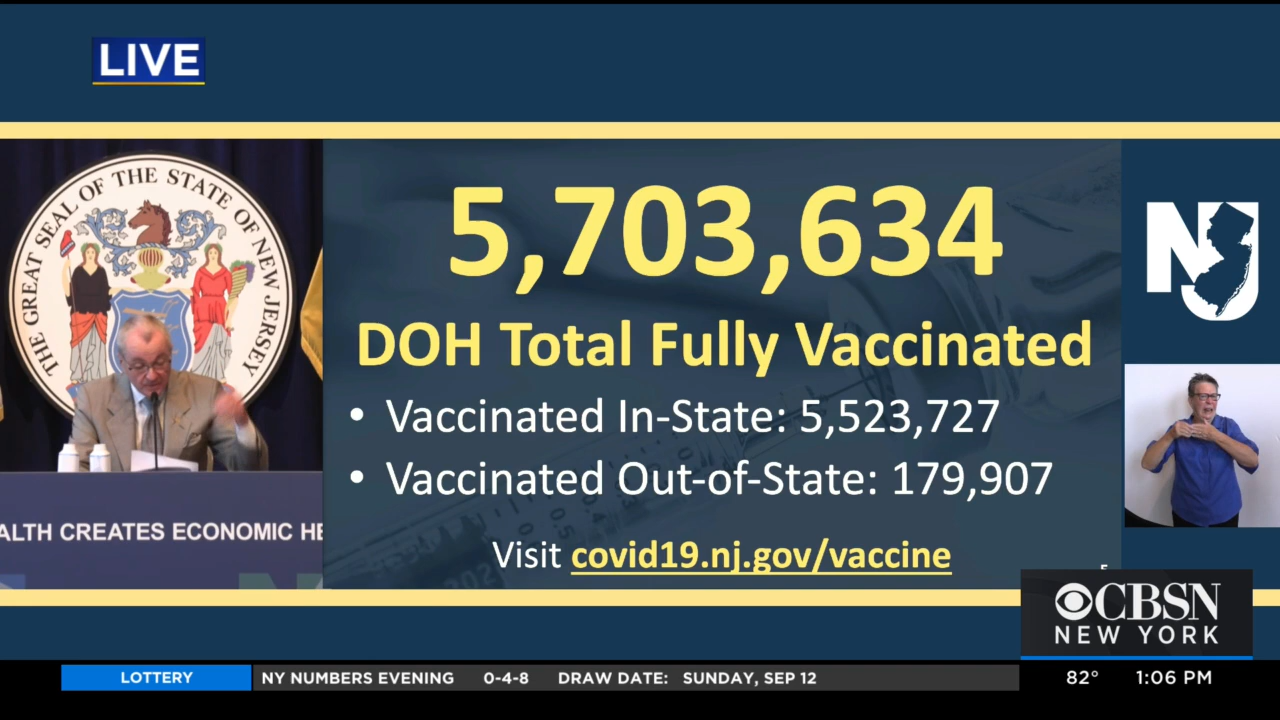 LIVE
THE GREAT SEAL OF THE STATE OF NEW JERSEY
5,703,634
DOH Total Fully Vaccinated
• Vaccinated In-State: 5,523,727
• Vaccinated Out-of-State: 179,907
Visit covid19.nj.gov/vaccine
NJ
ALTH CREATES ECONOMIC HE
CBSN
NEW YORK
LOTTERY
NY NUMBERS EVENING 0-4-8 DRAW DATE: SUNDAY, SEP 12
82° 1:06 PM